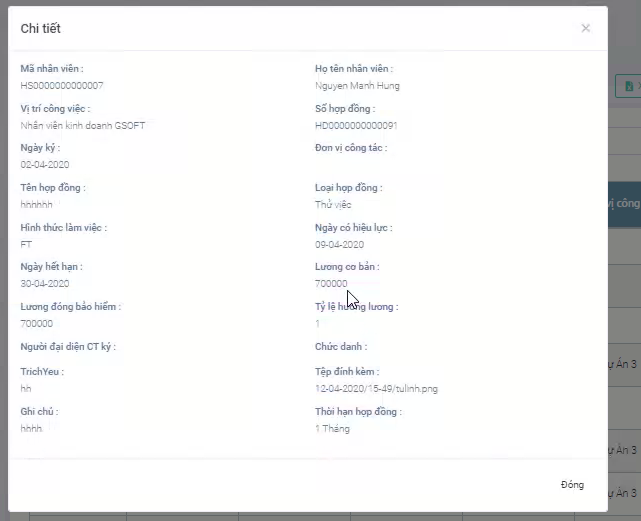 Chi tiết
×
Mã nhân viên :
HS0000000000007
Họ tên nhân viên :
Nguyen Manh Hung
Vị trí công việc :
Nhân viên kinh doanh GSOFT
Số hợp đồng :
HD0000000000091
Ngày ký :
02-04-2020
Đơn vị công tác :
Tên hợp đồng :
hhhhhh
Loại hợp đồng :
Thử việc
Hình thức làm việc :
FT
Ngày có hiệu lực :
09-04-2020
Ngày hết hạn :
30-04-2020
Lương cơ bản :
700000
Lương đóng bảo hiểm :
700000
Tỷ lệ hưởng lương :
1
Người đại diện CT ký :
Chức danh :
TrichYeu :
hh
Tệp đính kèm :
12-04-2020/15-49/tulinh.png
Ghi chú :
hhhh
Thời hạn hợp đồng :
1 Tháng
Đóng
vị công
ự Án 3
ự Án 3
ự Án 3